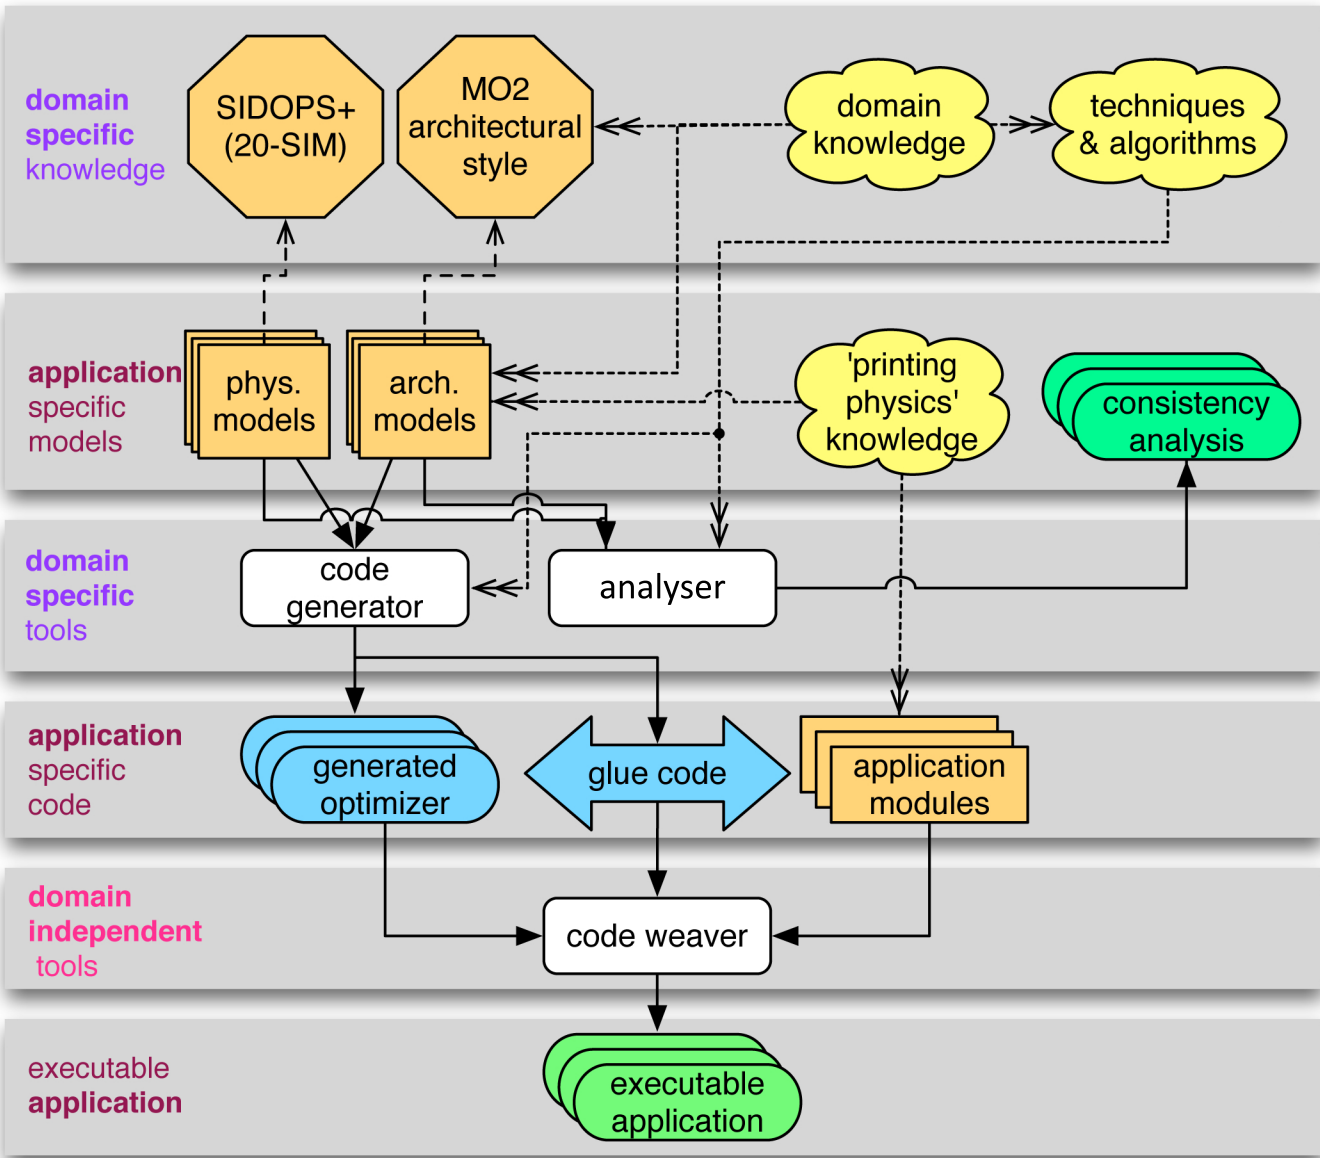 domain
specific
knowledge
SIDOPS+
(20-SIM)
MO2
architectural
style
domain
knowledge
techniques
& algorithms
application
specific
models
phys.
models
arch.
models
'printing
physics'
knowledge
consistency
analysis
domain
specific
tools
code
generator
analyser
application
specific
code
generated
optimizer
glue code
application
modules
domain
independent
tools
code weaver
executable
application
executable
application